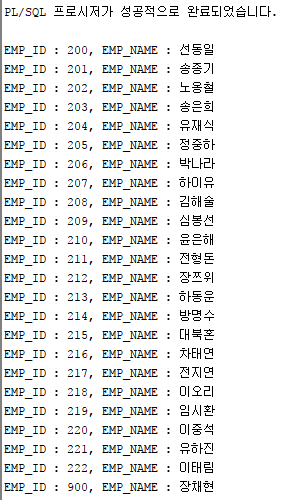 PL/SQL 프로시저가 성공적으로 완료되었습니다.
EMP_ID : 200, EMP_NAME : 선동일
EMP_ID : 201, EMP_NAME : 송종기
EMP_ID : 202, EMP_NAME : 노옹철
EMP_ID : 203, EMP_NAME : 송은희
EMP_ID : 204, EMP_NAME : 유재식
EMP_ID : 205, EMP_NAME : 정중하
EMP_ID : 206, EMP_NAME : 박나라
EMP_ID : 207, EMP_NAME : 하이유
EMP_ID : 208, EMP_NAME : 김해술
EMP_ID : 209, EMP_NAME : 심봉선
EMP_ID : 210, EMP_NAME : 윤은해
EMP_ID : 211, EMP_NAME : 전형돈
EMP_ID : 212, EMP_NAME : 장쯔위
EMP_ID : 213, EMP_NAME : 하동운
EMP_ID : 214, EMP_NAME : 방명수
EMP_ID : 215, EMP_NAME : 대북혼
EMP_ID : 216, EMP_NAME : 차태연
EMP_ID : 217, EMP_NAME : 전지연
EMP_ID : 218, EMP_NAME : 이오리
EMP_ID : 219, EMP_NAME : 임시환
EMP_ID : 220, EMP_NAME : 이중석
EMP_ID : 221, EMP_NAME : 유하진
EMP_ID : 222, EMP_NAME : 이태림
EMP_ID : 900, EMP_NAME : 장채현